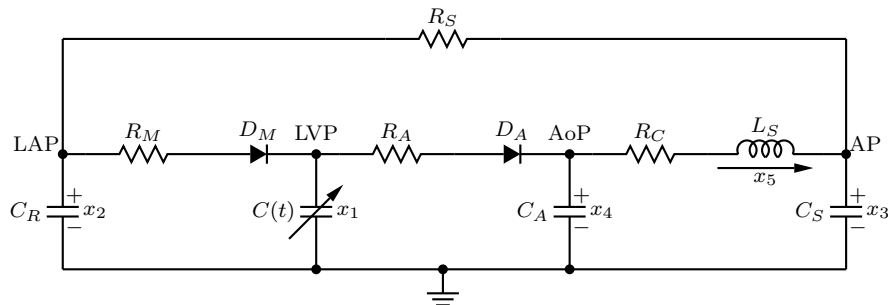 R_S
LAP R_M D_M LVP R_A D_A AoP R_C L_S AP
x_5
C_R + x_2 − C(t) x_1 C_A + x_4 − C_S + x_3 −